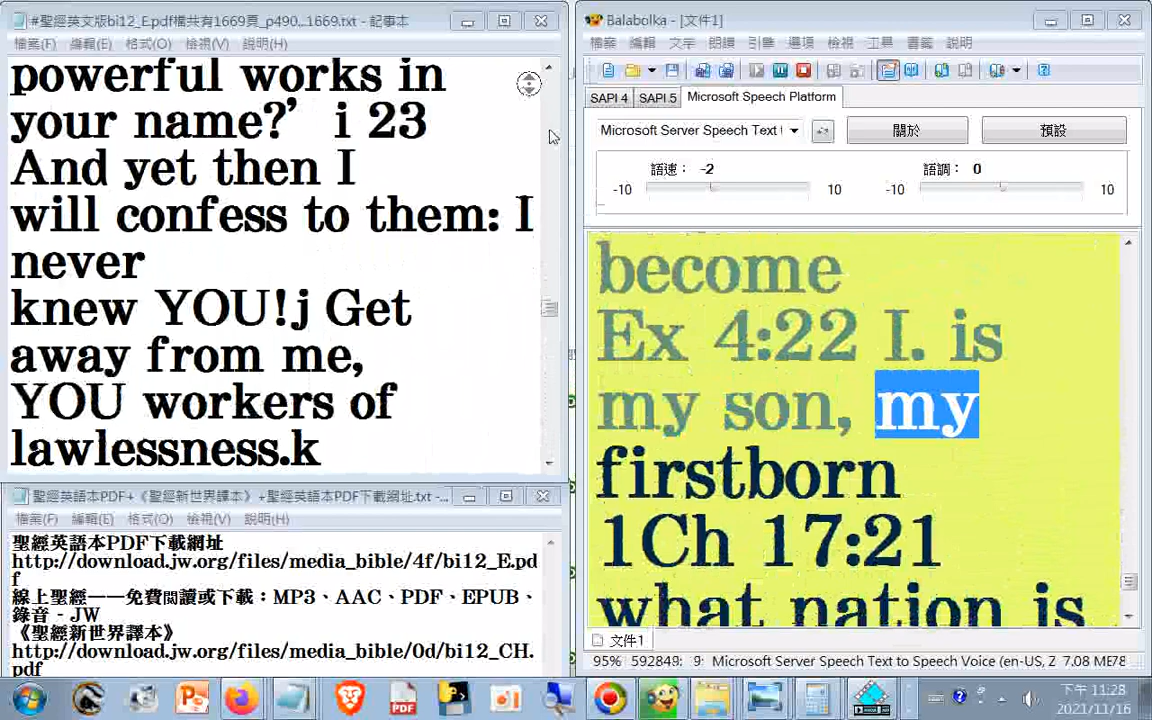 #聖經英文版bi12_E.pdf檔共有1669頁_p490,...1669.txt - 記事本
檔案(F) 編輯(E) 格式(O) 檢視(V) 說明(H)
powerful works in
your name?’ i 23
And yet then I
will confess to them: I
never
knew YOU!j Get
away from me,
YOU workers of
lawlessness.k
聖經英語本PDF+《聖經新世界譯本》+聖經英語本PDF下載網址.txt -...
檔案(F) 編輯(E) 格式(O) 檢視(V) 說明(H)
聖經英語本PDF下載網址
http://download.jw.org/files/media_bible/4f/bi12_E.pd
f
線上聖經——免費閱讀或下載：MP3、AAC、PDF、EPUB、
錄音 - JW
《聖經新世界譯本》
http://download.jw.org/files/media_bible/0d/bi12_CH.
pdf
Balabolka - [文件1]
檔案 編輯 文字 朗讀 引擎 選項 檢視 工具 書籤 說明
SAPI 4 SAPI 5 Microsoft Speech Platform
Microsoft Server Speech Text 關於 預設
語速： -2 語調： 0
-10 10 -10 10
become
Ex 4:22 I. is
my son, my
firstborn
1Ch 17:21
what nation is
文件1
95% 592849: 9: Microsoft Server Speech Text to Speech Voice (en-US, Z 7.08 ME
下午 11:28
2021/11/16